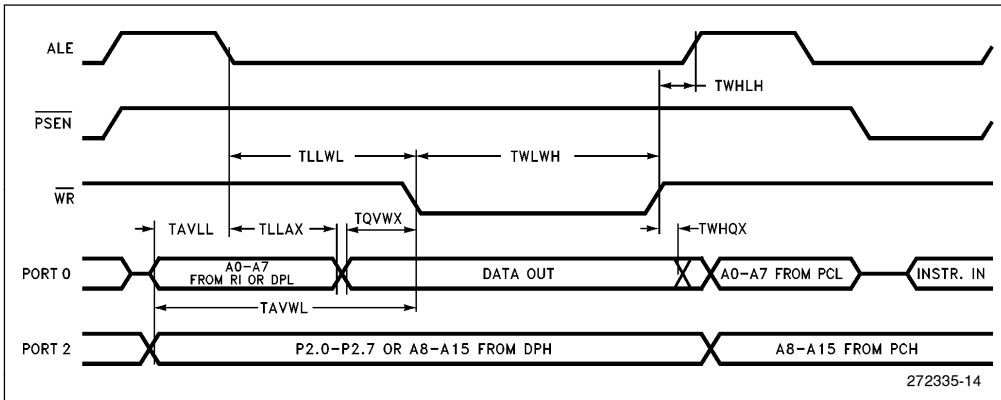 ALE
TWHLH
PSEN
TLLWL
TWLWH
WR
TQVWX
TAVLL
TLLAX
TWHQX
PORT 0
A0-A7
FROM RI OR DPL
DATA OUT
A0-A7 FROM PCL
INSTR. IN
TAVWL
PORT 2
P2.0-P2.7 OR A8-A15 FROM DPH
A8-A15 FROM PCH
272335-14